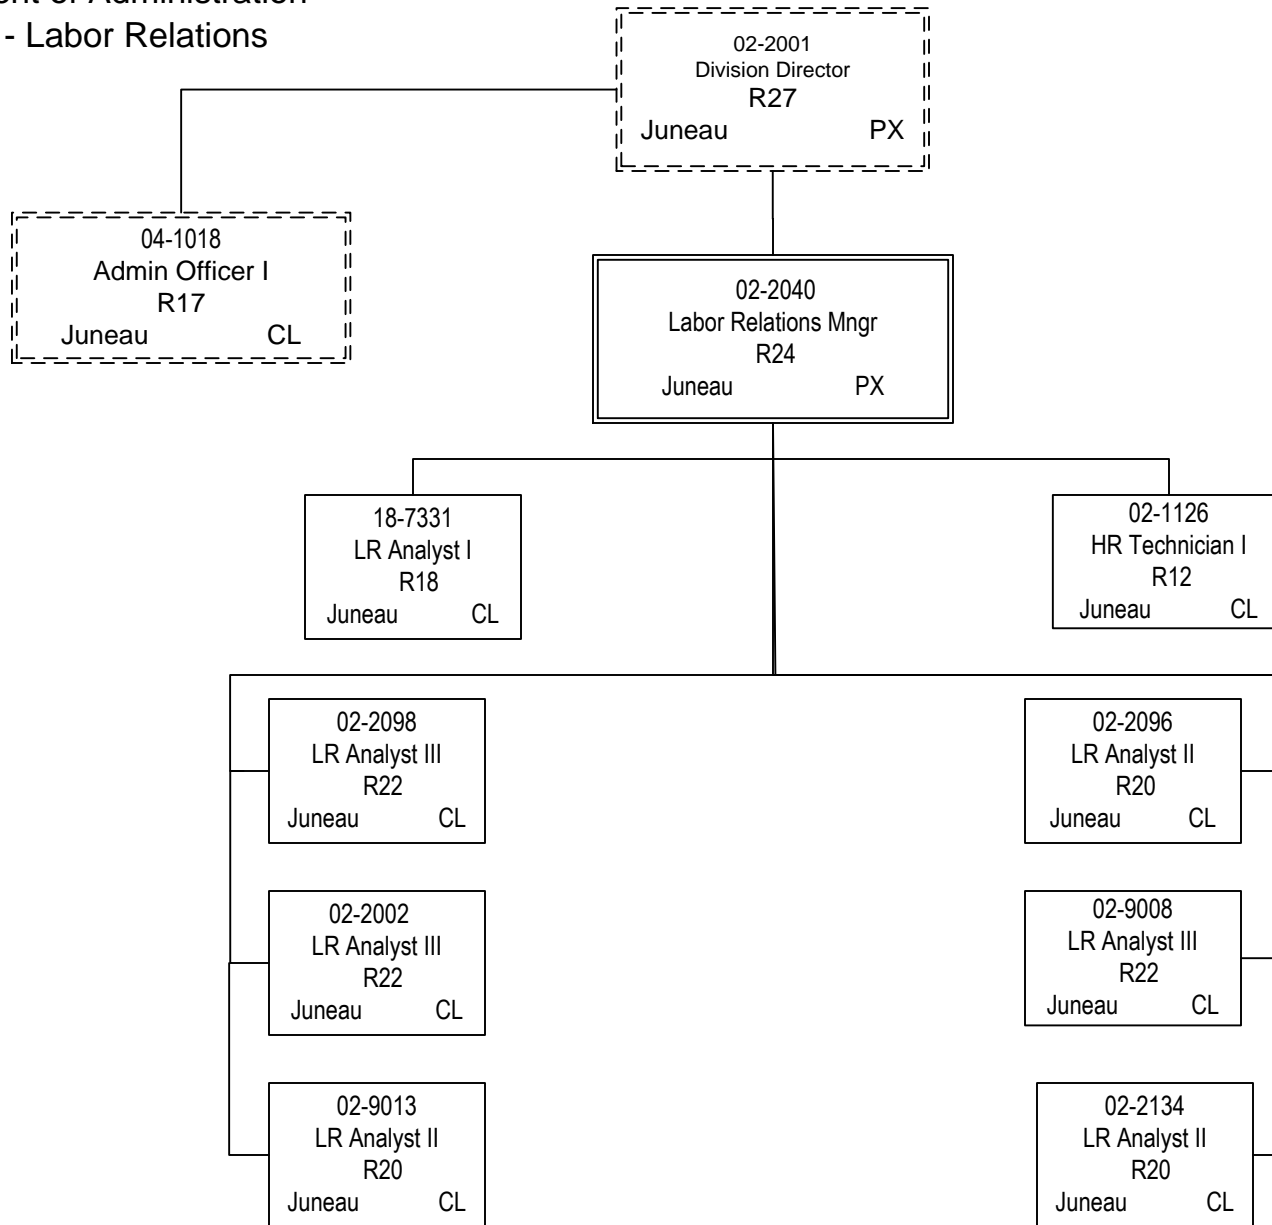 - Labor Relations
02-2001
Division Director
R27
Juneau PX
04-1018
Admin Officer I
R17
Juneau CL
02-2040
Labor Relations Mngr
R24
Juneau PX
18-7331
LR Analyst I
R18
Juneau CL
02-1126
HR Technician I
R12
Juneau CL
02-2098
LR Analyst III
R22
Juneau CL
02-2096
LR Analyst II
R20
Juneau CL
02-2002
LR Analyst III
R22
Juneau CL
02-9008
LR Analyst III
R22
Juneau CL
02-9013
LR Analyst II
R20
Juneau CL
02-2134
LR Analyst II
R20
Juneau CL